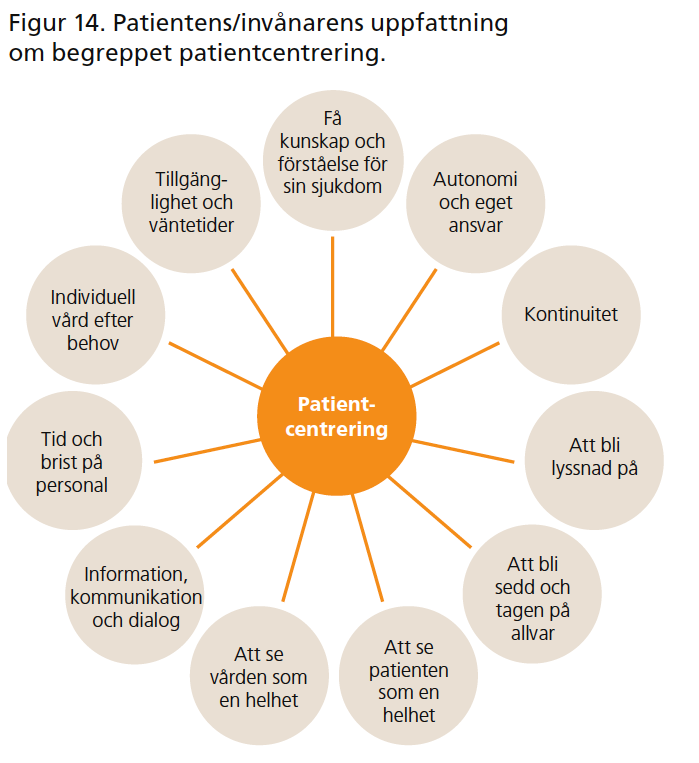 Figur 14. Patientens/invånarens uppfattning
om begreppet patientcentrering.
Få
kunskap och
förståelse för
sin sjukdom
Autonomi
och eget
ansvar
Kontinuitet
Att bli
lyssnad på
Att bli
sedd och
tagen på
allvar
Att se
patienten
som en
helhet
Att se
vården som
en helhet
Information,
kommunikation
och dialog
Tid och
brist på
personal
Individuell
vård efter
behov
Tillgäng-
lighet och
väntetider
Patient-
centrering